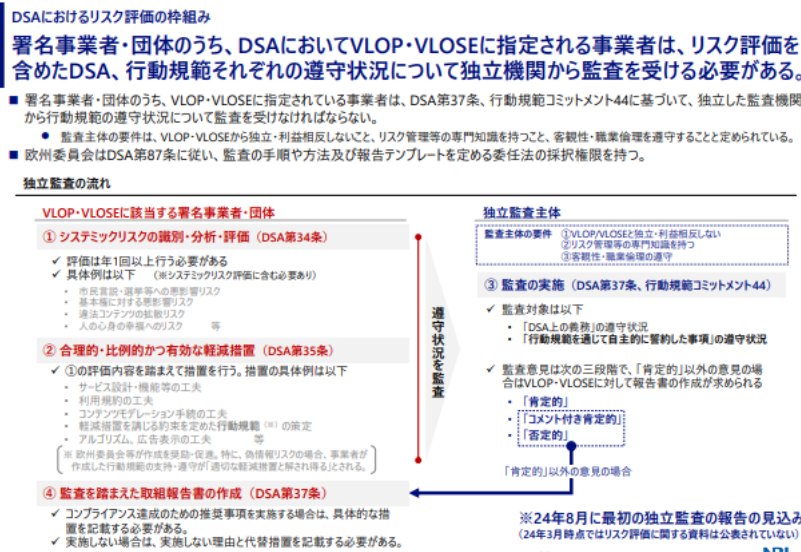 DSAにおけるリスク評価の枠組み
署名事業者・団体のうち、DSAにおいてVLOP・VLOSEに指定される事業者は、リスク評価を
含めたDSA、行動規範それぞれの遵守状況について独立機関から監査を受ける必要がある。
■ 署名事業者・団体のうち、VLOP・VLOSEに指定されている事業者は、DSA第37条、行動規範コミットメント44に基づいて、独立した監査機関
から行動規範の遵守状況について監査を受けなければならない。
● 監査主体の要件は、VLOP・VLOSEから独立・利益相反しないこと、リスク管理等の専門知識を持つこと、客観性・職業倫理を遵守することと定められている。
■ 欧州委員会はDSA第87条に従い、監査の手順や方法及び報告テンプレートを定める委任法の採択権限を持つ。
独立監査の流れ
VLOP・VLOSEに該当する署名事業者・団体
① システミックリスクの識別・分析・評価（DSA第34条）
✓ 評価は年1回以上行う必要がある
✓ 具体例は以下 （※システミックリスク評価に含む必要あり）
• 市民言説・選挙等への悪影響リスク
• 基本権に対する悪影響リスク
• 違法コンテンツの拡散リスク
• 人の心身の幸福へのリスク 等
② 合理的・比例的かつ有効な軽減措置（DSA第35条）
✓ ①の評価内容を踏まえて措置を行う。措置の具体例は以下
• サービス設計・機能等の工夫
• 利用規約の工夫
• コンテンツモデレーション手続の工夫
• 軽減措置を講じる約束を定めた行動規範（※）の策定
• アルゴリズム、広告表示の工夫 等
※ 欧州委員会等が作成を奨励・促進。特に、偽情報リスクの場合、事業者が
作成した行動規範の支持・遵守が「適切な軽減措置と解され得る」とされる。
④ 監査を踏まえた取組報告書の作成（DSA第37条）
✓ コンプライアンス達成のための推奨事項を実施する場合は、具体的な措
置を記載する必要がある。
✓ 実施しない場合は、実施しない理由と代替措置を記載する必要がある。
遵守状況を監査
独立監査主体
監査主体の要件 ①VLOP/VLOSEと独立・利益相反しない
②リスク管理等の専門知識を持つ
③客観性・職業倫理の遵守
③ 監査の実施（DSA第37条、行動規範コミットメント44）
✓ 監査対象は以下
• 「DSA上の義務」の遵守状況
• 「行動規範を通じて自主的に誓約した事項」の遵守状況
✓ 監査意見は次の三段階で、「肯定的」以外の意見の場
合はVLOP・VLOSEに対して報告書の作成が求められる
• 「肯定的」
• 「コメント付き肯定的」
• 「否定的」
「肯定的」以外の意見の場合
※24年8月に最初の独立監査の報告の見込み
（24年3月時点ではリスク評価に関する資料は公表されていない）